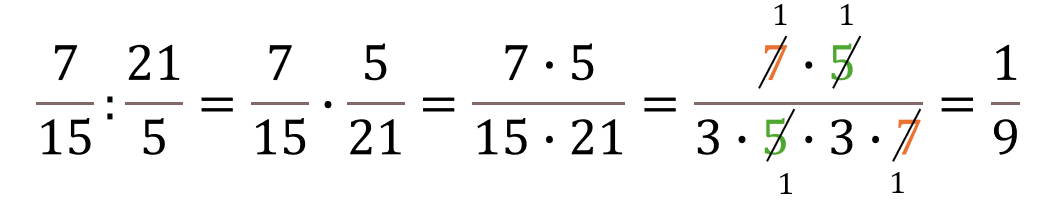 7/15 : 21/5 = 7/15 · 5/21 = 7 · 5/15 · 21 = 7 · 5/3 · 5 · 3 · 7 = 1/9
1 1
1 1